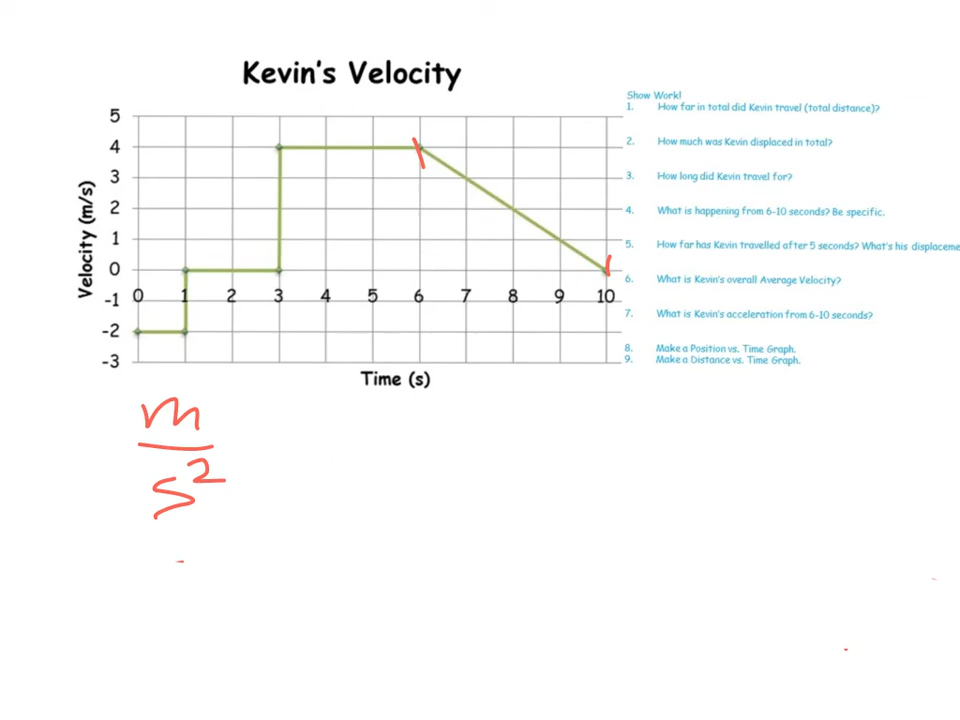 Kevin's Velocity
Velocity (m/s)
5
4
3
2
1
0
-1
-2
-3
0 1 2 3 4 5 6 7 8 9 10
Time (s)
Show Work!
1. How far in total did Kevin travel (total distance)?
2. How much was Kevin displaced in total?
3. How long did Kevin travel for?
4. What is happening from 6-10 seconds? Be specific.
5. How far has Kevin travelled after 5 seconds? What's his displaceme
6. What is Kevin's overall Average Velocity?
7. What is Kevin's acceleration from 6-10 seconds?
8. Make a Position vs. Time Graph.
9. Make a Distance vs. Time Graph.
m
s2